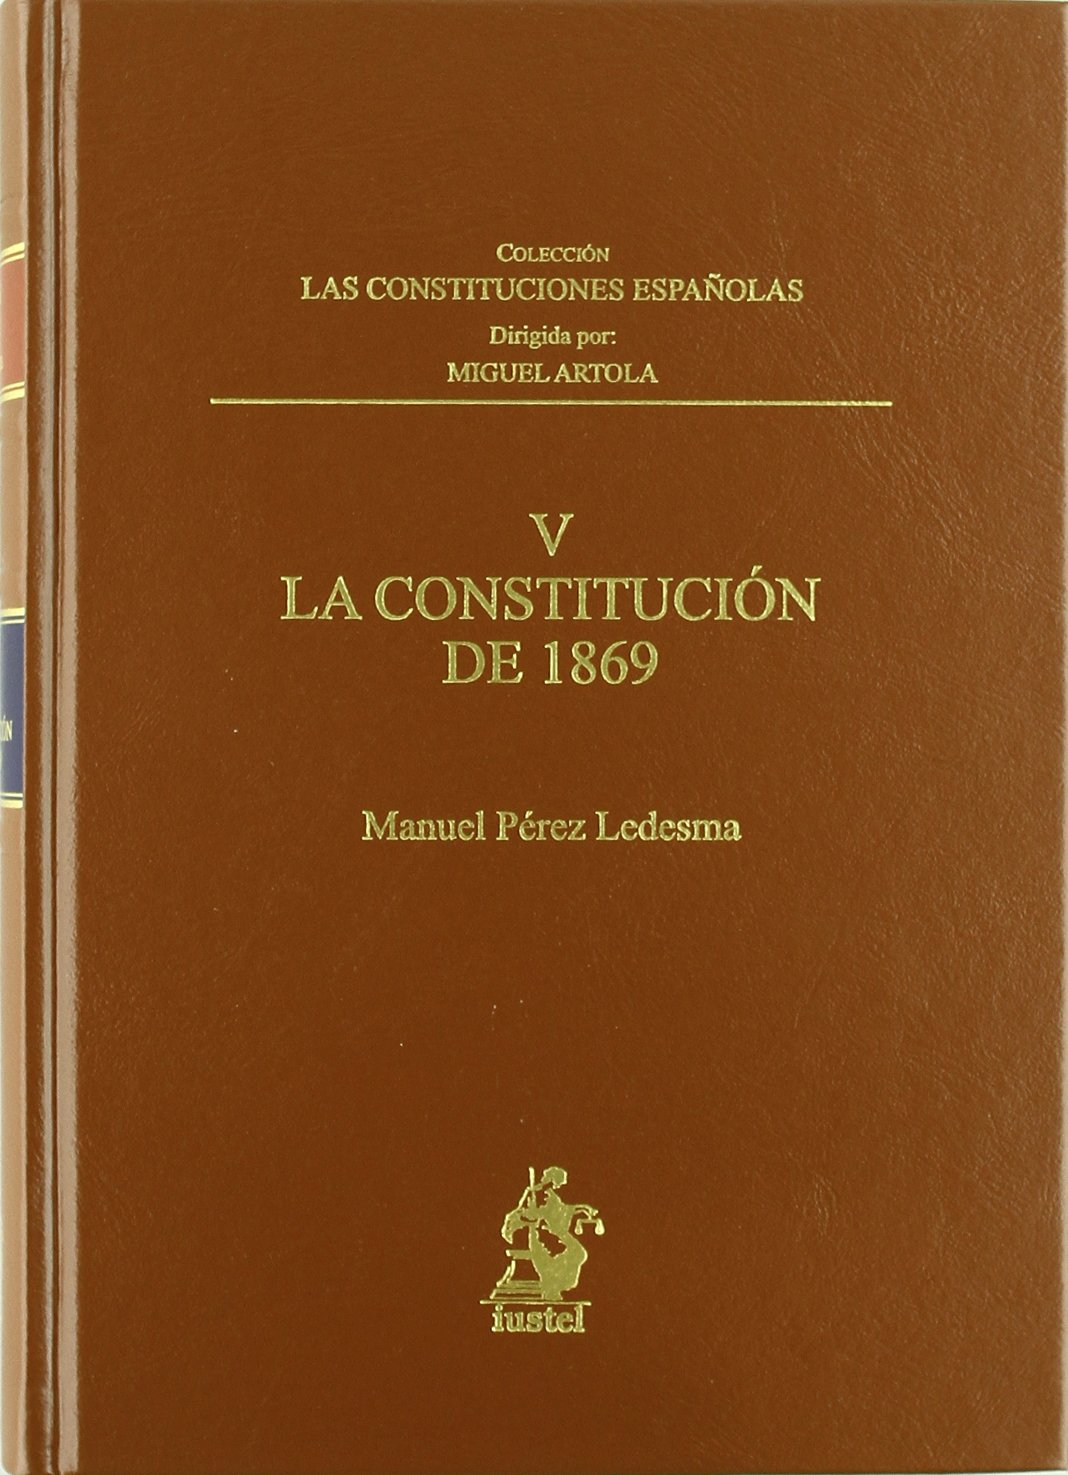 COLECCIÓN
LAS CONSTITUCIONES ESPAÑOLAS
Dirigida por:
MIGUEL ARTOLA
V
LA CONSTITUCIÓN
DE 1869
Manuel Pérez Ledesma
iustel